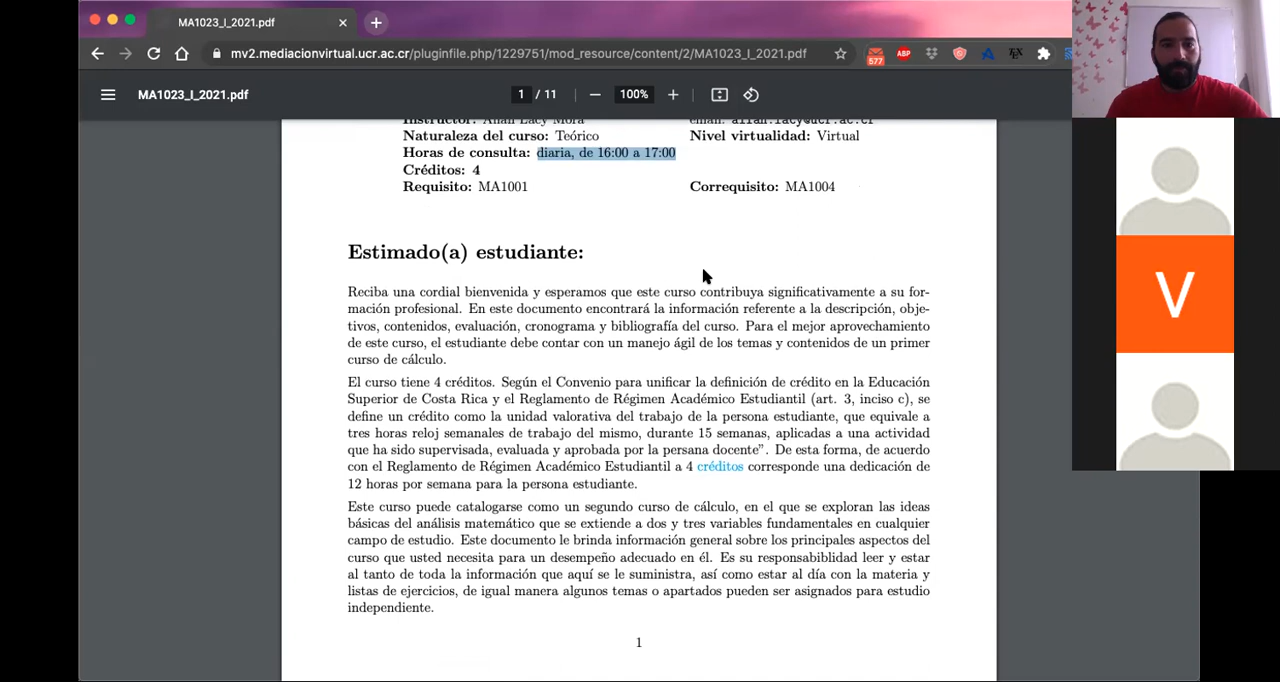 MA1023_I_2021.pdf
mv2.mediacionvirtual.ucr.ac.cr/pluginfile.php/1229751/mod_resource/content/2/MA1023_I_2021.pdf
577
ABP
MA1023_I_2021.pdf
1 / 11
100%
Instructor: Allan Lacy Mora email: allan.lacy@ucr.ac.cr
Naturaleza del curso: Teórico Nivel virtualidad: Virtual
Horas de consulta: diaria, de 16:00 a 17:00
Créditos: 4
Requisito: MA1001 Correquisito: MA1004
Estimado(a) estudiante:
Reciba una cordial bienvenida y esperamos que este curso contribuya significativamente a su for-
mación profesional. En este documento encontrará la información referente a la descripción, obje-
tivos, contenidos, evaluación, cronograma y bibliografía del curso. Para el mejor aprovechamiento
de este curso, el estudiante debe contar con un manejo ágil de los temas y contenidos de un primer
curso de cálculo.
El curso tiene 4 créditos. Según el Convenio para unificar la definición de crédito en la Educación
Superior de Costa Rica y el Reglamento de Régimen Académico Estudiantil (art. 3, inciso c), se
define un crédito como la unidad valorativa del trabajo de la persona estudiante, que equivale a
tres horas reloj semanales de trabajo del mismo, durante 15 semanas, aplicadas a una actividad
que ha sido supervisada, evaluada y aprobada por la persana docente”. De esta forma, de acuerdo
con el Reglamento de Régimen Académico Estudiantil a 4 créditos corresponde una dedicación de
12 horas por semana para la persona estudiante.
Este curso puede catalogarse como un segundo curso de cálculo, en el que se exploran las ideas
básicas del análisis matemático que se extiende a dos y tres variables fundamentales en cualquier
campo de estudio. Este documento le brinda información general sobre los principales aspectos del
curso que usted necesita para un desempeño adecuado en él. Es su responsabiblidad leer y estar
al tanto de toda la información que aquí se le suministra, así como estar al día con la materia y
listas de ejercicios, de igual manera algunos temas o apartados pueden ser asignados para estudio
independiente.
1
V